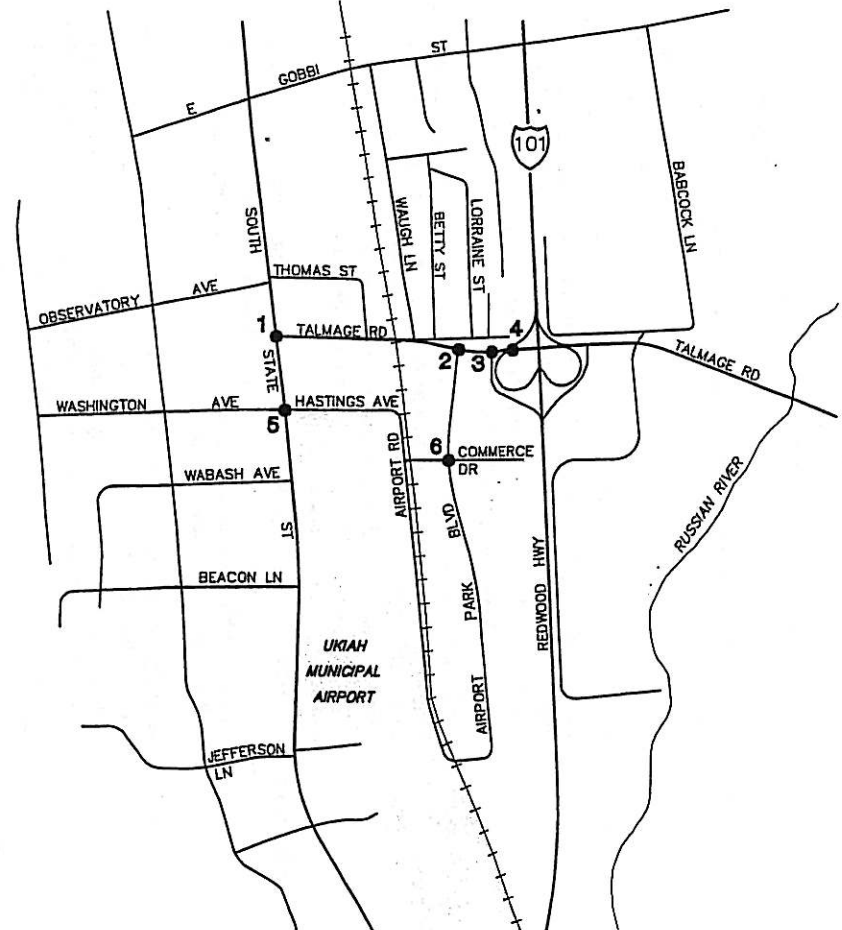 E GOBBI ST
101
SOUTH
WAUGH LN
BETTY ST
LORRAINE ST
BABCOCK LN
THOMAS ST
OBSERVATORY AVE
1
TALMAGE RD
4
2
3
TALMAGE RD
STATE
WASHINGTON AVE
HASTINGS AVE
5
6
COMMERCE
DR
AIRPORT RD
WABASH AVE
BLVD
RUSSIAN RIVER
ST
REDWOOD HWY
BEACON LN
PARK
UKIAH
MUNICIPAL
AIRPORT
AIRPORT
JEFFERSON
LN